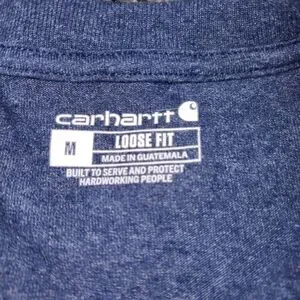 carhartt
M
LOOSE FIT
MADE IN GUATEMALA
BUILT TO SERVE AND PROTECT
HARDWORKING PEOPLE